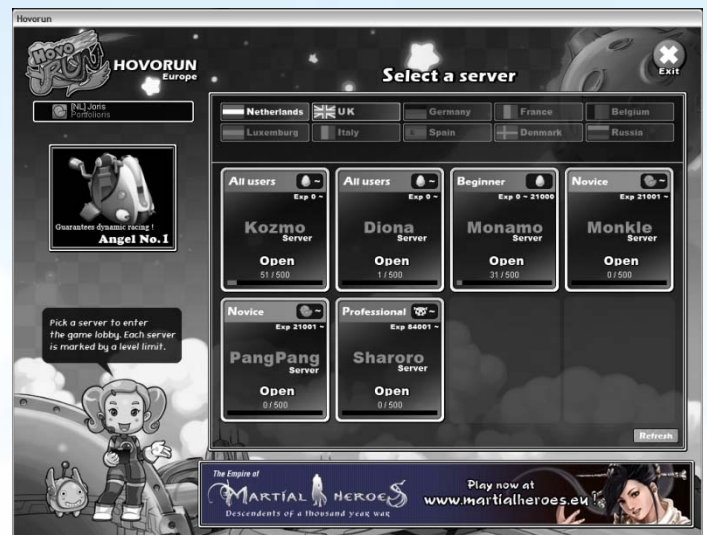 Hovorun
HOVO RUN
HOVORUN
Europe
Select a server
Exit
[NL] Joris
Portfolioris
Netherlands
UK
Germany
France
Belgium
Luxemburg
Italy
Spain
Denmark
Russia
Guarantees dynamic racing !
Angel No.1
All users ~
Exp 0 ~
Kozmo
Server
Open
51 / 500
All users ~
Exp 0 ~
Diona
Server
Open
1 / 500
Beginner
Exp 0 ~ 21000
Monamo
Server
Open
31 / 500
Novice ~
Exp 21001 ~
Monkle
Server
Open
0 / 500
Novice ~
Exp 21001 ~
PangPang
Server
Open
0 / 500
Professional ~
Exp 64001 ~
Sharoro
Server
Open
0 / 500
Pick a server to enter
the game lobby. Each server
is marked by a level limit.
Refresh
The Empire of
MARTIAL HEROES
Descendents of a thousand year war
Play now at
www.martialheroes.eu